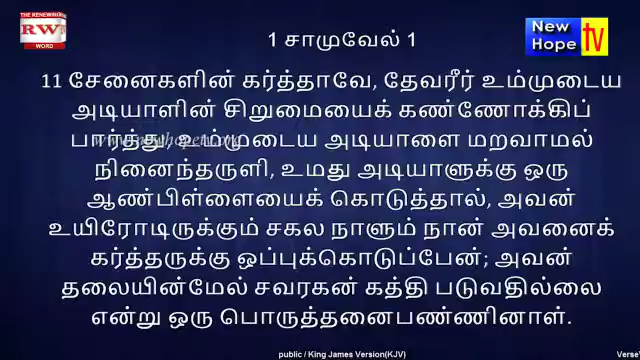 THE RENEWING
RW
WORD
1 சாமுவேல் 1
New
Hope
tv
11 சேனைகளின் கர்த்தாவே, தேவரீர் உம்முடைய
அடியாளின் சிறுமையைக் கண்ணோக்கிப்
பார்த்து, உம்முடைய அடியாளை மறவாமல்
நினைந்தருளி, உமது அடியாளுக்கு ஒரு
ஆண்பிள்ளையைக் கொடுத்தால், அவன்
உயிரோடிருக்கும் சகல நாளும் நான் அவனைக்
கர்த்தருக்கு ஒப்புக்கொடுப்பேன்; அவன்
தலையின்மேல் சவரகன் கத்தி படுவதில்லை
என்று ஒரு பொருத்தனைபண்ணினாள்.
public / King James Version(KJV)